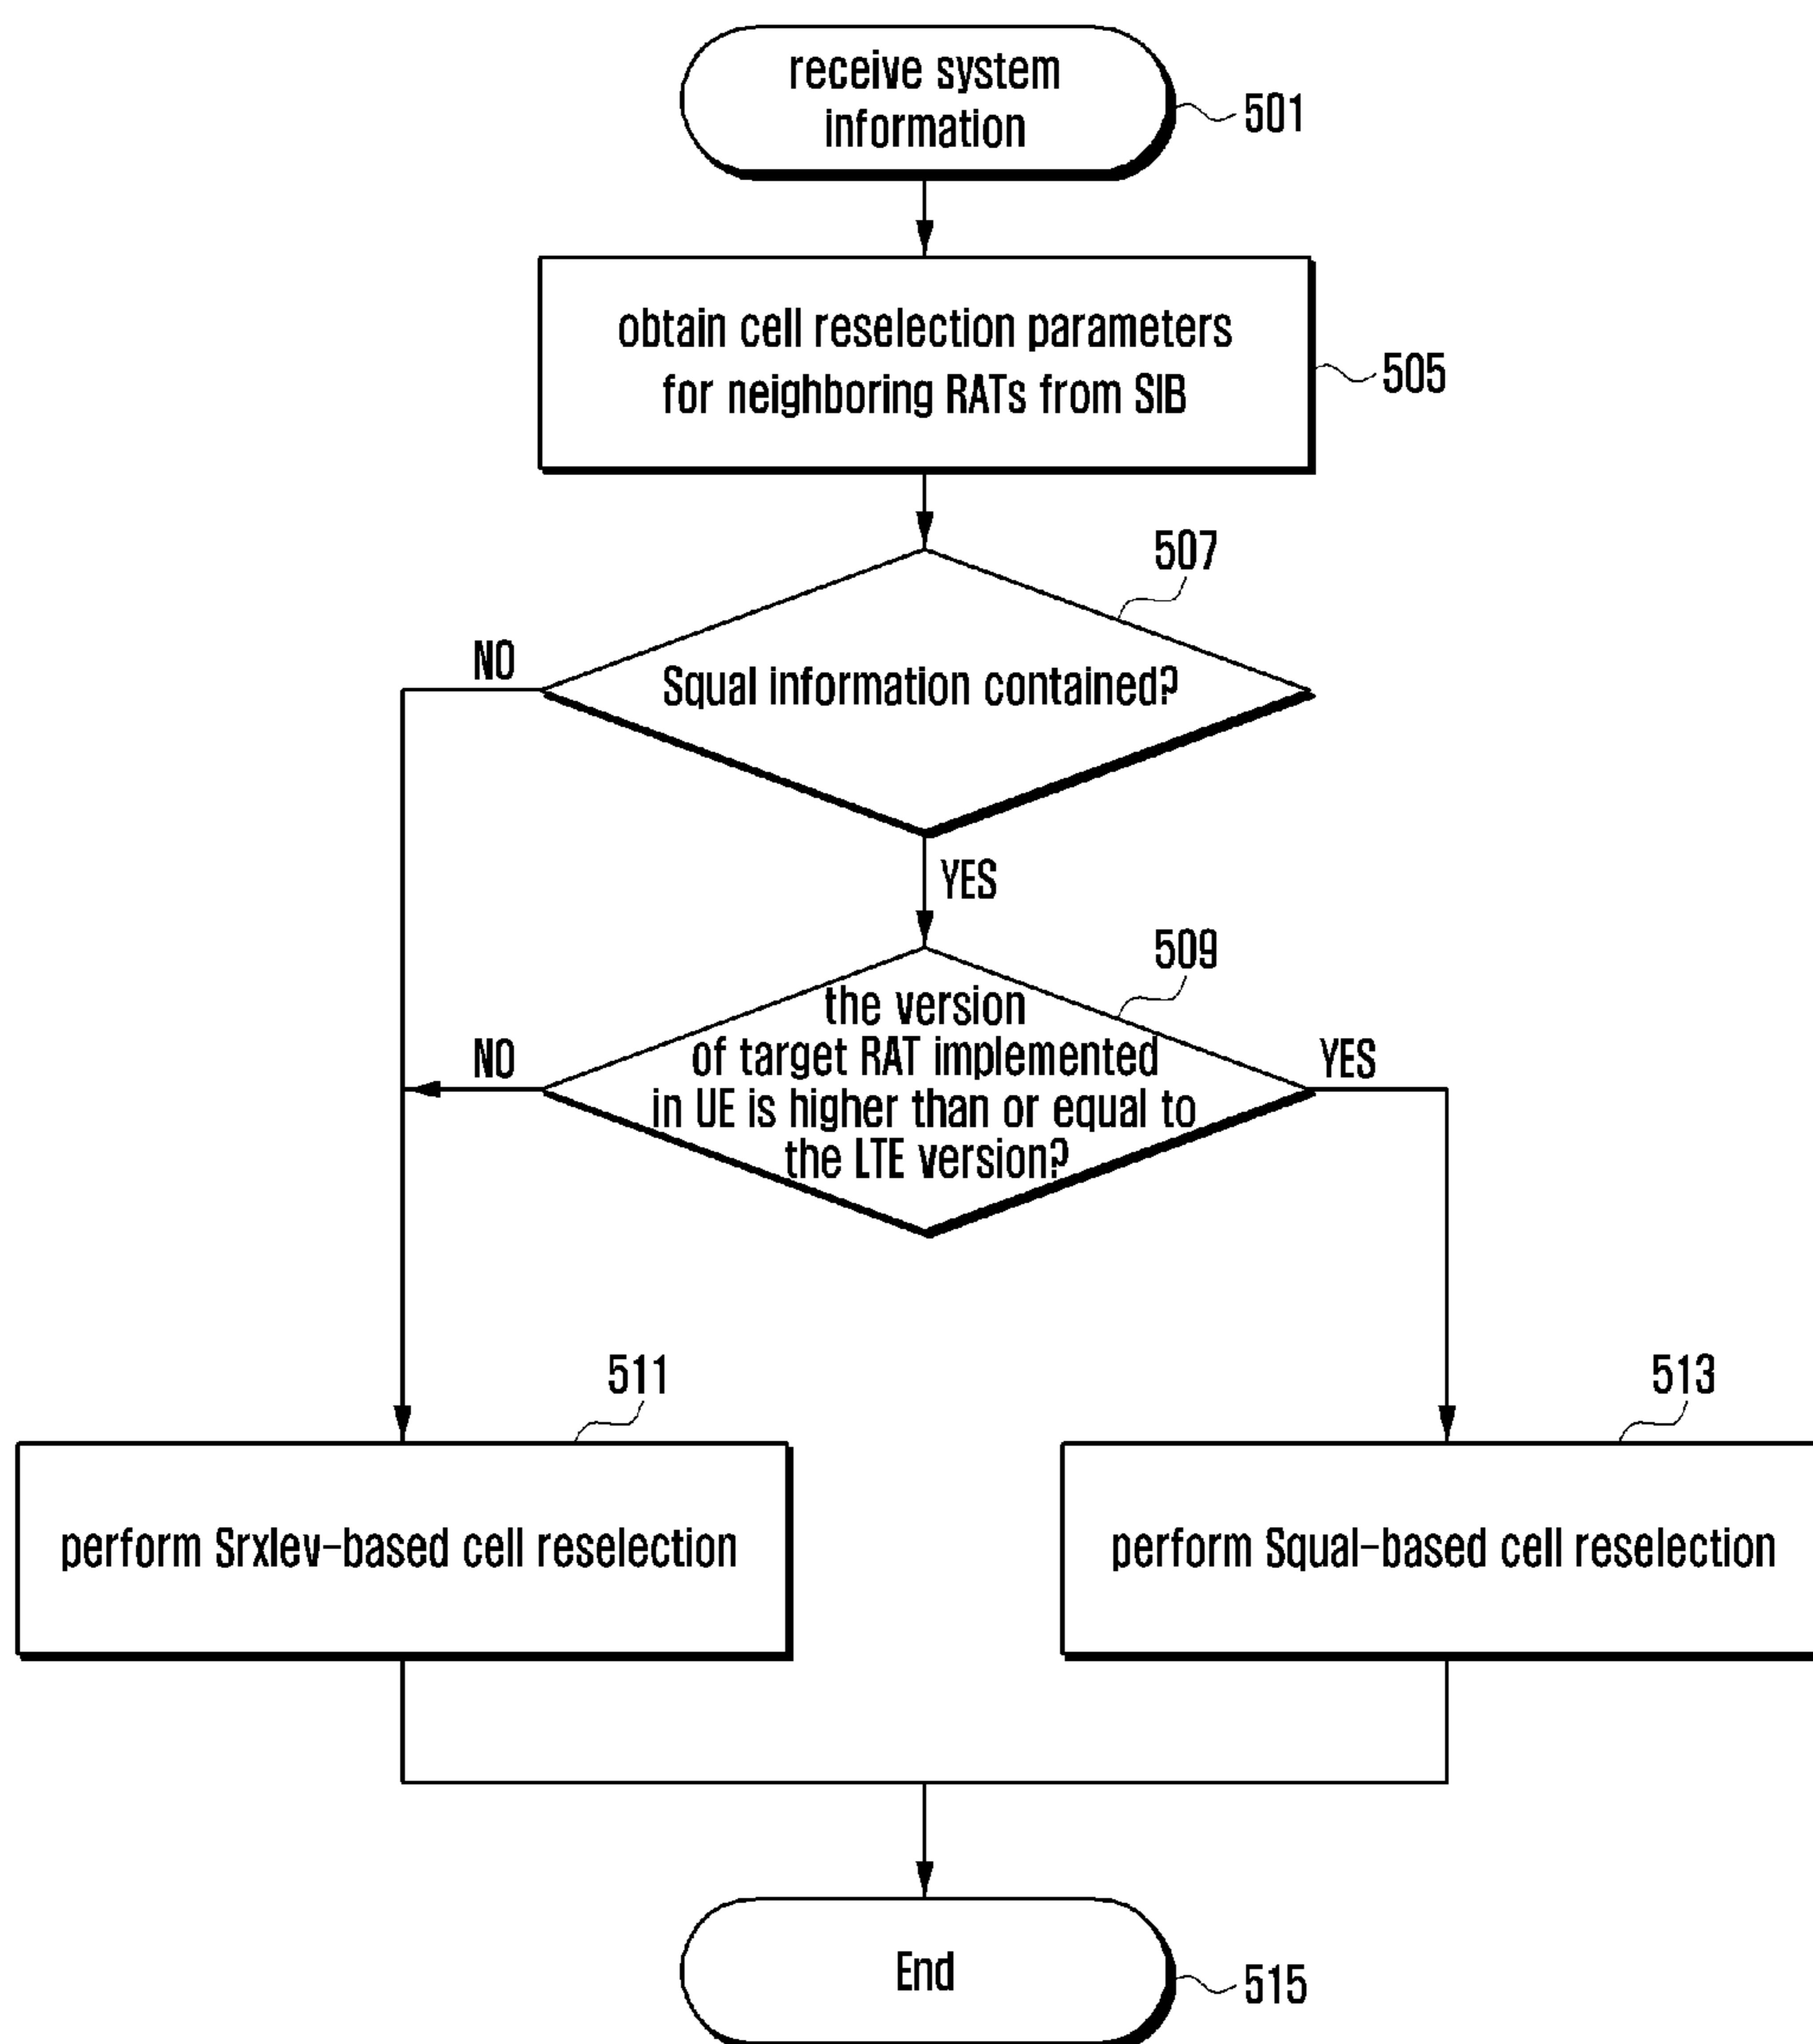 receive system
information
501
obtain cell reselection parameters
for neighboring RATs from SIB
505
507
NO
Squal information contained?
YES
509
the version
of target RAT implemented
in UE is higher than or equal to
the LTE version?
NO
YES
511
513
perform Srxlev-based cell reselection
perform Squal-based cell reselection
End
515